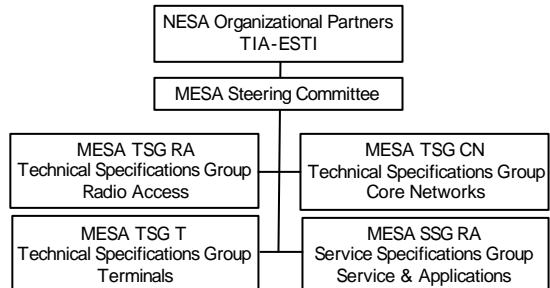 NESA Organizational Partners
TIA-ESTI
MESA Steering Committee
MESA TSG RA
Technical Specifications Group
Radio Access
MESA TSG CN
Technical Specifications Group
Core Networks
MESA TSG T
Technical Specifications Group
Terminals
MESA SSG RA
Service Specifications Group
Service & Applications